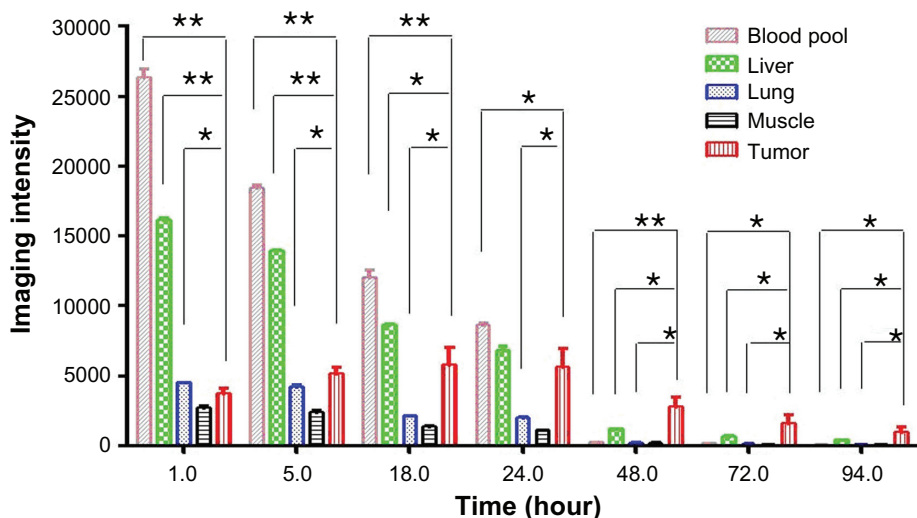 30000
25000
20000
15000
10000
5000
0
Imaging intensity
** ** **
** ** * *
* * * *
** * *
* * *
* * *
Blood pool
Liver
Lung
Muscle
Tumor
1.0 5.0 18.0 24.0 48.0 72.0 94.0
Time (hour)